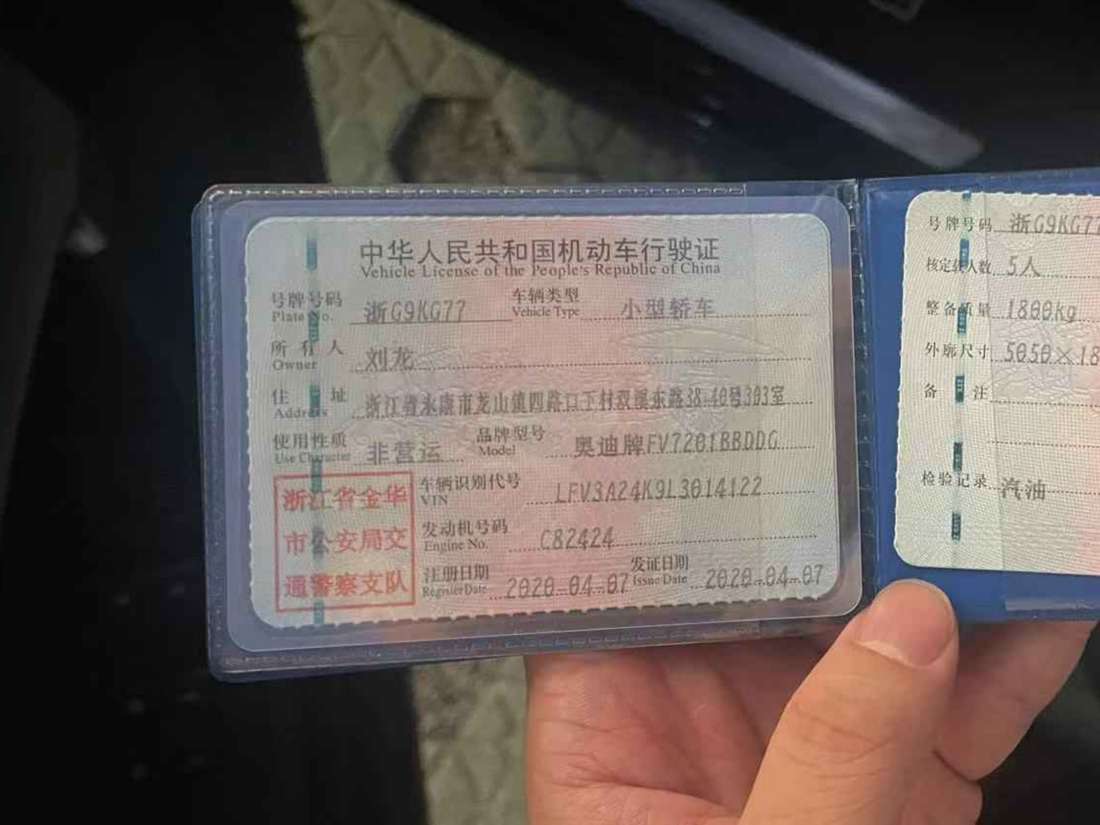 中华人民共和国机动车行驶证
Vehicle License of the People's Republic of China
号牌号码 浙G9KG77 车辆类型 小型轿车
Plate No. Vehicle Type
所有人 刘龙
Owner
住址 浙江省永康市龙山镇四路口下村双溪东路38-40号303室
Address
使用性质 非营运 品牌型号 奥迪牌FV7201BBDDG
Use Character Model
车辆识别代号 LFV3A24K9L3014122
VIN
发动机号码 C82424
Engine No.
注册日期 2020-04-07 发证日期 2020-04-07
Register Date Issue Date
浙江省金华
市公安局交
通警察支队
号牌号码 浙G9KG77
核定载人数 5人
整备质量 1800kg
外廓尺寸 5050×18
备注
检验记录 汽油